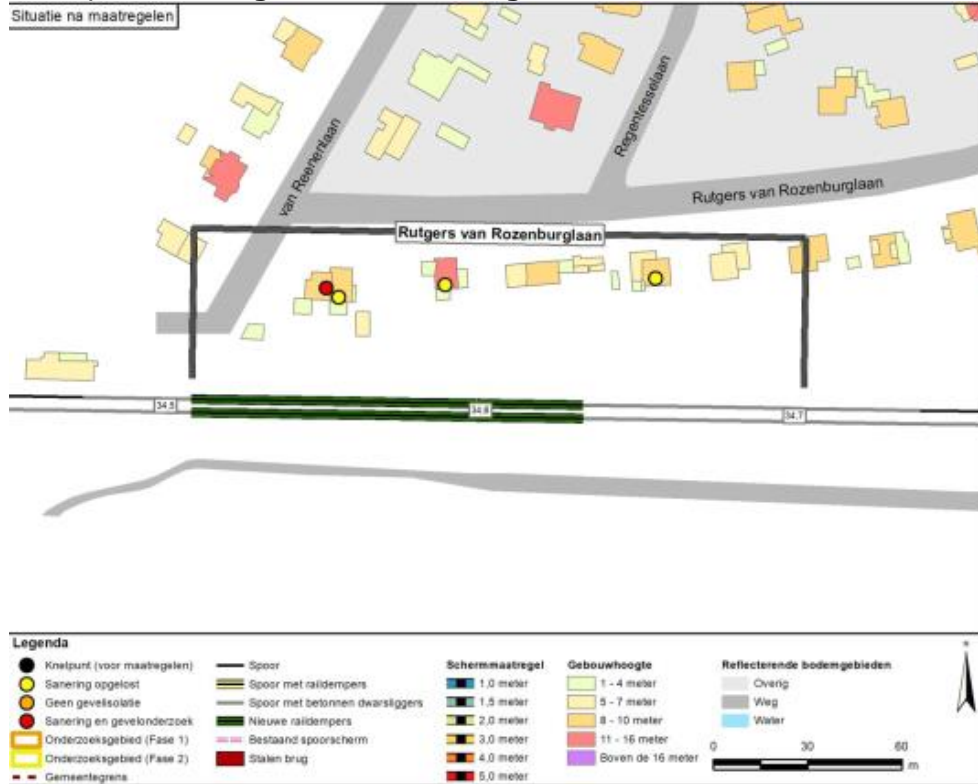 Situatie na maatregelen
van Reenenlaan
Regentesselaan
Rutgers van Rozenburglaan
Rutgers van Rozenburglaan
34.5
34.6
34.7
Legenda
Knelpunt (voor maatregelen)
Sanering opgelost
Geen gevelisolatie
Sanering en gevelonderzoek
Onderzoeksgebied (Fase 1)
Onderzoeksgebied (Fase 2)
Gemeentegrens
Spoor
Spoor met raildempers
Spoor met betonnen dwarsliggers
Nieuwe raildempers
Bestaand spoorscherm
Stalen brug
Schermmaatregel
1,0 meter
1,5 meter
2,0 meter
3,0 meter
4,0 meter
5,0 meter
Gebouwhoogte
1 - 4 meter
5 - 7 meter
8 - 10 meter
11 - 16 meter
Boven de 16 meter
Reflecterende bodemgebieden
Overig
Weg
Water
0 30 60
m